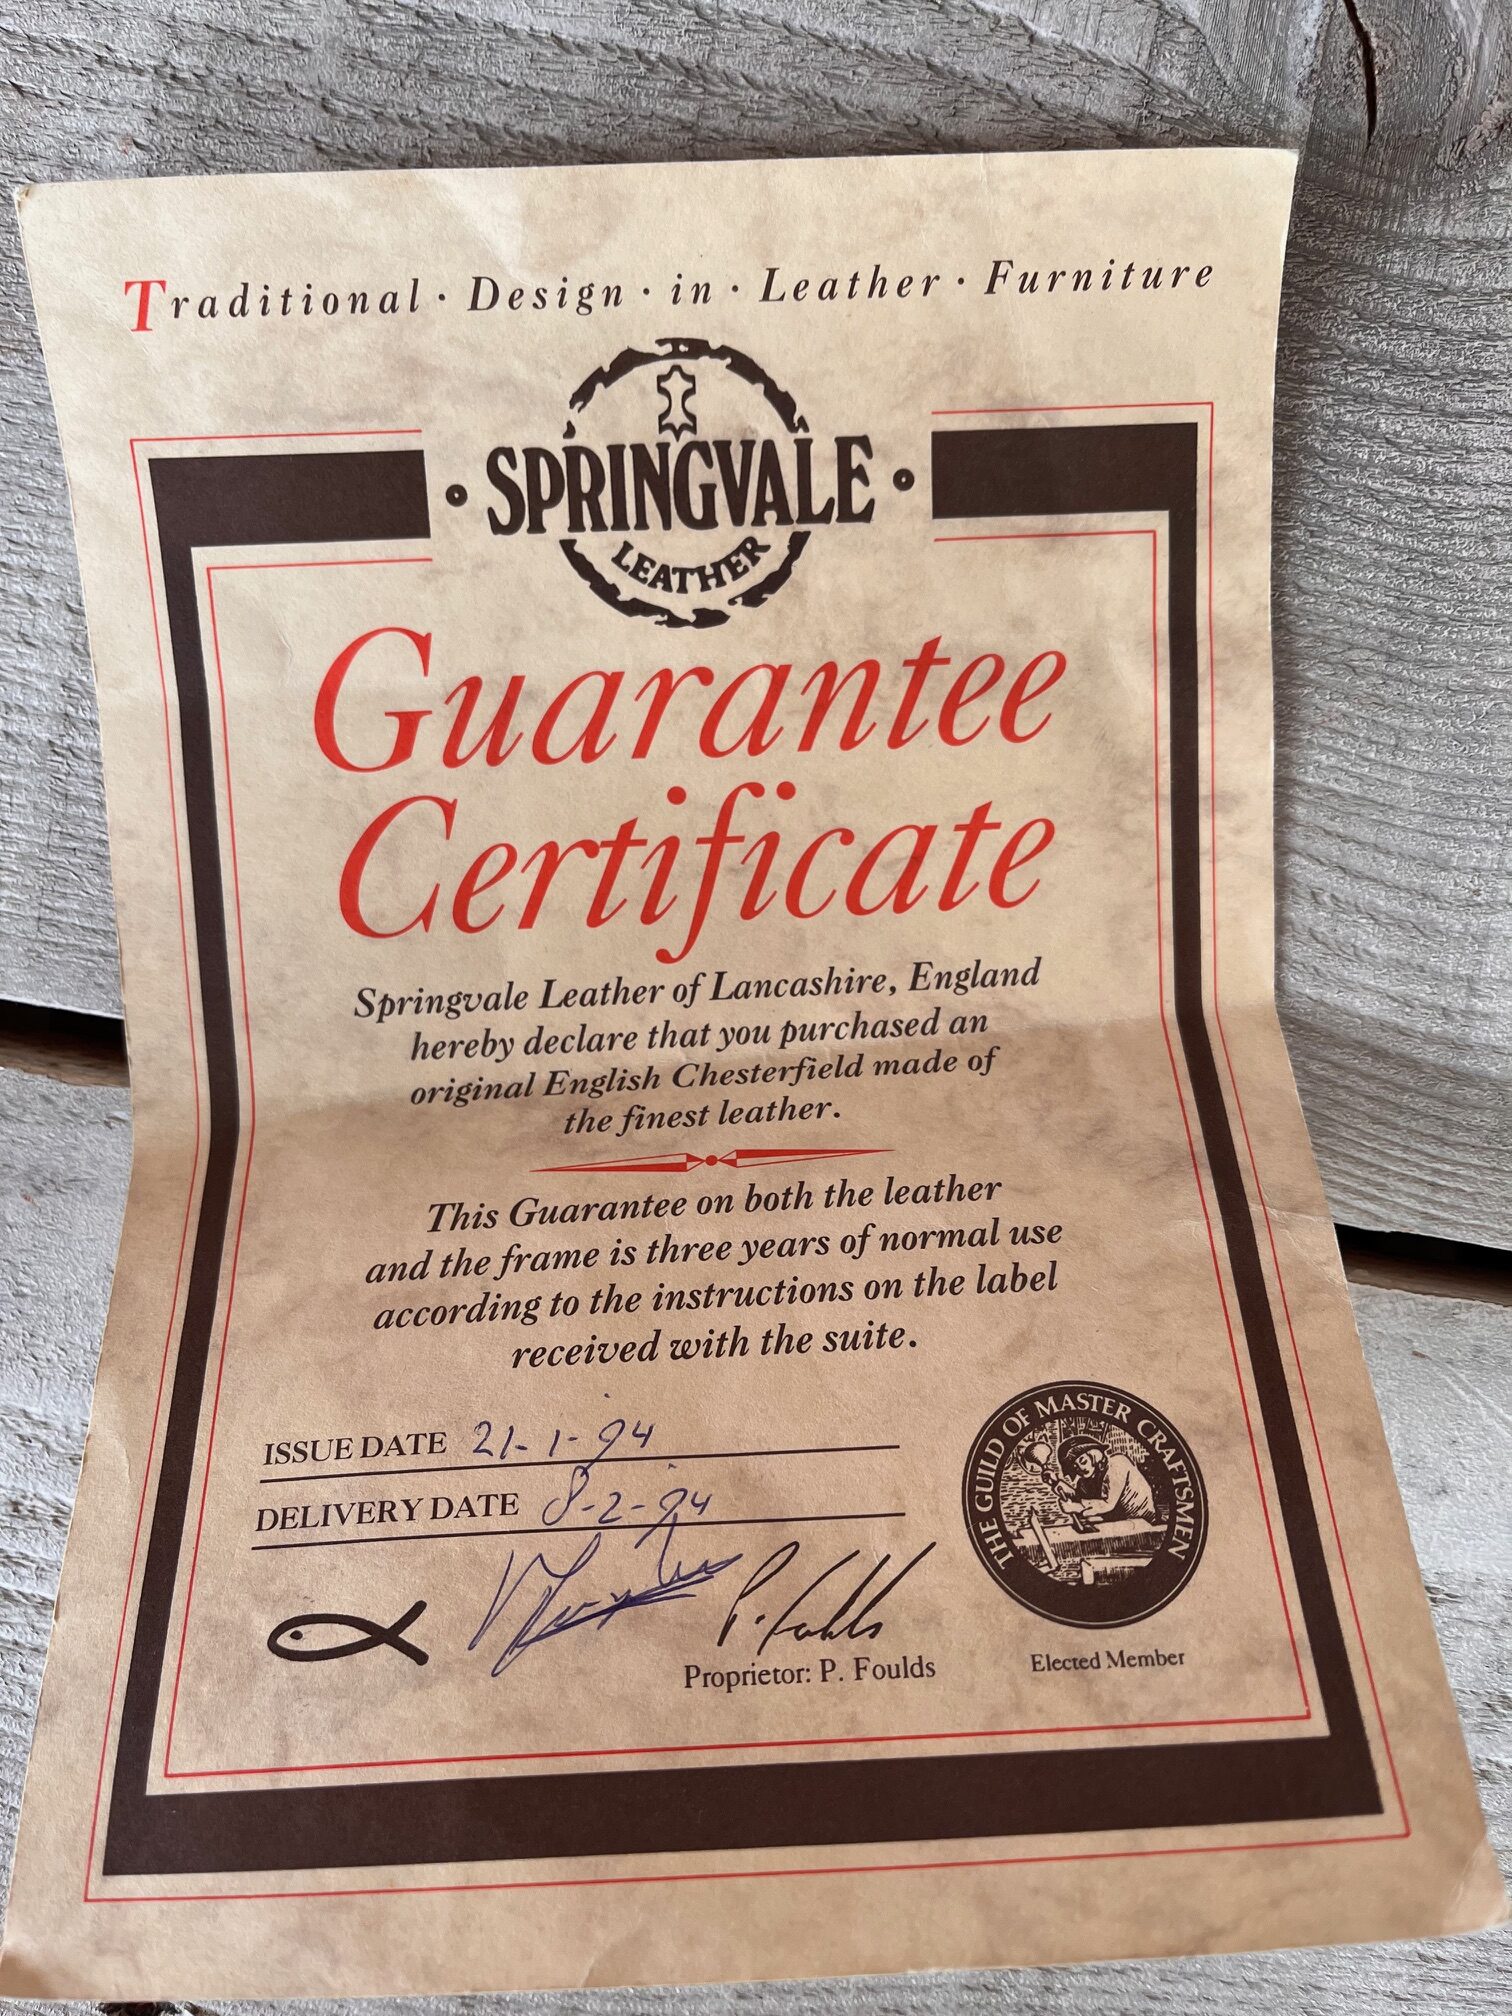 Traditional · Design · in · Leather · Furniture
· SPRINGVALE ·
LEATHER
Guarantee
Certificate
Springvale Leather of Lancashire, England
hereby declare that you purchased an
original English Chesterfield made of
the finest leather.
This Guarantee on both the leather
and the frame is three years of normal use
according to the instructions on the label
received with the suite.
ISSUE DATE 21-1-94
DELIVERY DATE 8-2-94
P. Foulds
Proprietor: P. Foulds
THE GUILD OF MASTER CRAFTSMEN
Elected Member